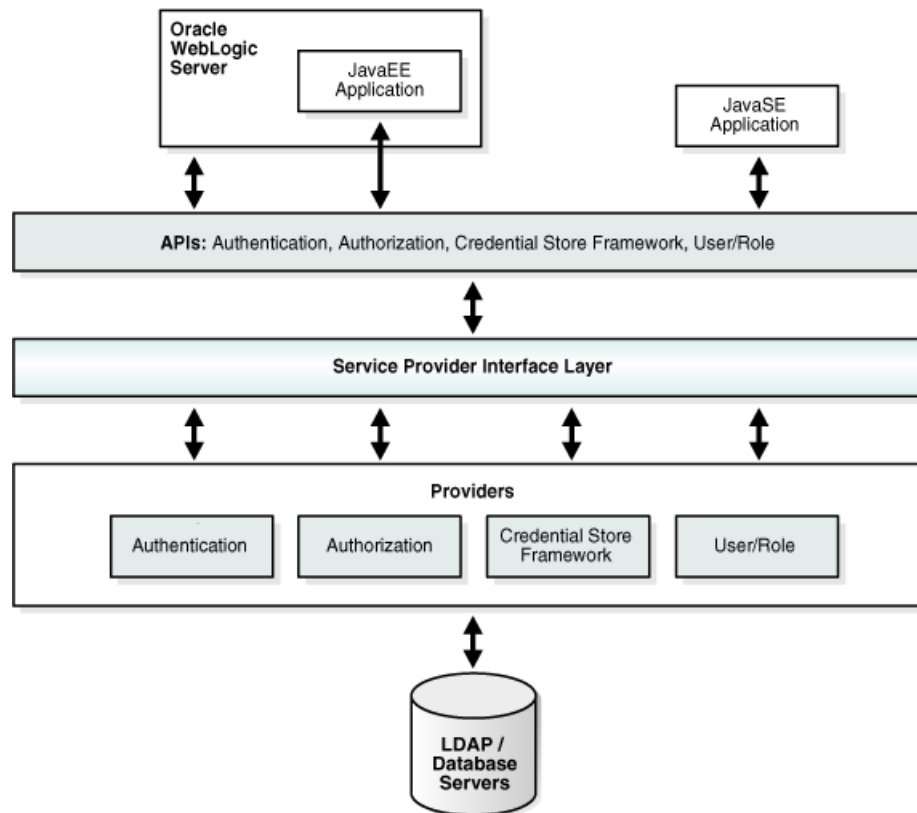 Oracle
WebLogic
Server
JavaEE
Application
JavaSE
Application
APIs: Authentication, Authorization, Credential Store Framework, User/Role
Service Provider Interface Layer
Providers
Authentication
Authorization
Credential Store
Framework
User/Role
LDAP /
Database
Servers